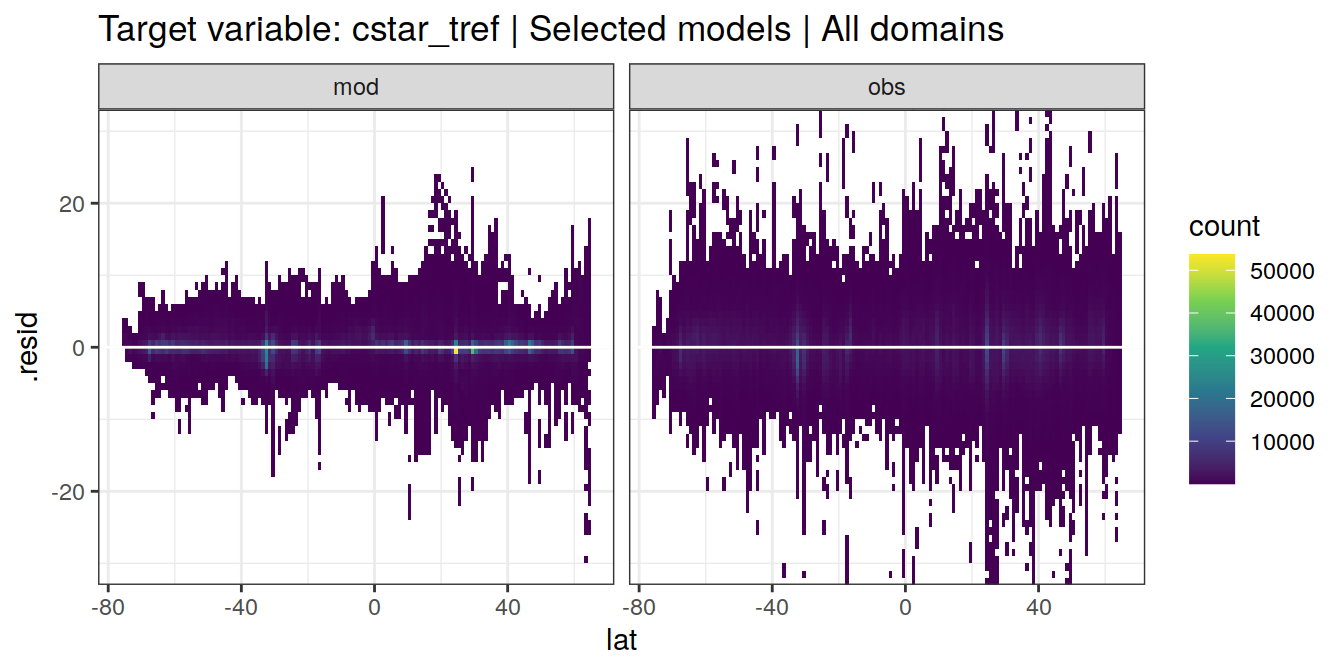 Target variable: cstar_tref | Selected models | All domains
mod
obs
20
0
-20
.resid
-80
-40
0
40
-80
-40
0
40
lat
count
50000
40000
30000
20000
10000